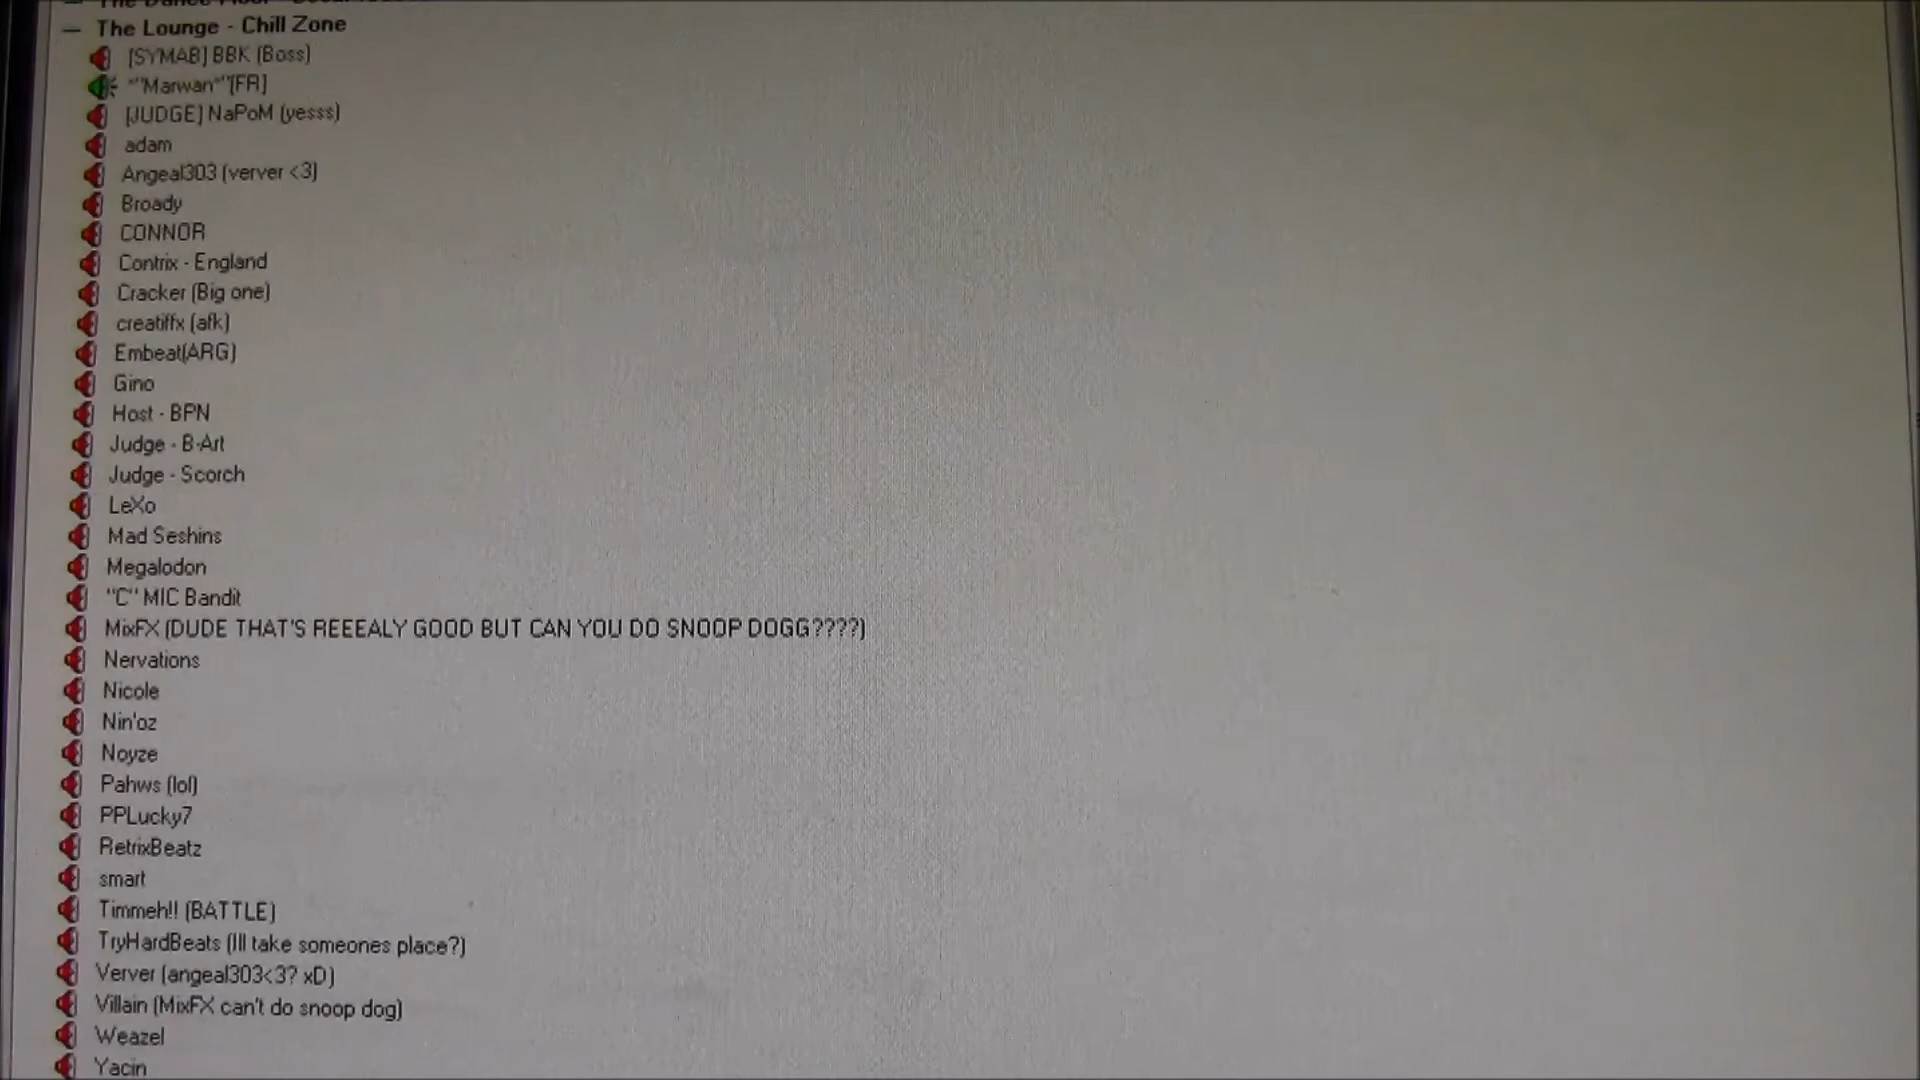 The Lounge - Chill Zone
[SYMAB] BBK (Boss)
*"Marwan*"[FR]
[JUDGE] NaPoM (yesss)
adam
Angeal303 (verver <3)
Broady
CONNOR
Contrix - England
Cracker (Big one)
creatiffx (afk)
Embeat(ARG)
Gino
Host - BPN
Judge - B-Art
Judge - Scorch
LeXo
Mad Seshins
Megalodon
"C" MIC Bandit
MixFX (DUDE THAT'S REEEALY GOOD BUT CAN YOU DO SNOOP DOGG????)
Nervations
Nicole
Nin'oz
Noyze
Pahws (lol)
PPLucky7
RetrixBeatz
smart
Timmeh!! (BATTLE)
TryHardBeats (Ill take someones place?)
Verver (angeal303<3? xD)
Villain (MixFX can't do snoop dog)
Weazel
Yacin